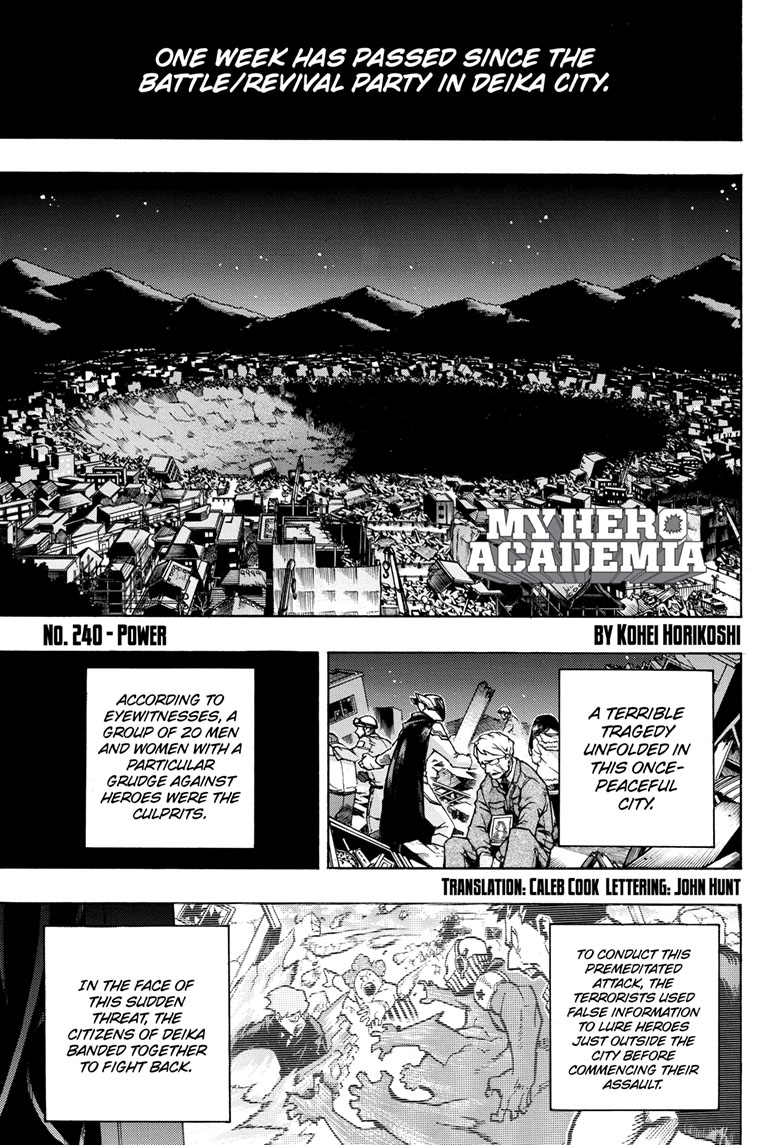 ONE WEEK HAS PASSED SINCE THE
BATTLE/REVIVAL PARTY IN DEIKA CITY.
MY HERO
ACADEMIA
NO. 240 - POWER
BY KOHEI HORIKOSHI
A TERRIBLE
TRAGEDY
UNFOLDED IN
THIS ONCE-
PEACEFUL
CITY.
ACCORDING TO
EYEWITNESSES, A
GROUP OF 20 MEN
AND WOMEN WITH A
PARTICULAR
GRUDGE AGAINST
HEROES WERE THE
CULPRITS.
TRANSLATION: CALEB COOK LETTERING: JOHN HUNT
TO CONDUCT THIS
PREMEDITATED
ATTACK, THE
TERRORISTS USED
FALSE INFORMATION
TO LURE HEROES
JUST OUTSIDE THE
CITY BEFORE
COMMENCING THEIR
ASSAULT.
IN THE FACE OF
THIS SUDDEN
THREAT, THE
CITIZENS OF DEIKA
BANDED TOGETHER
TO FIGHT BACK.